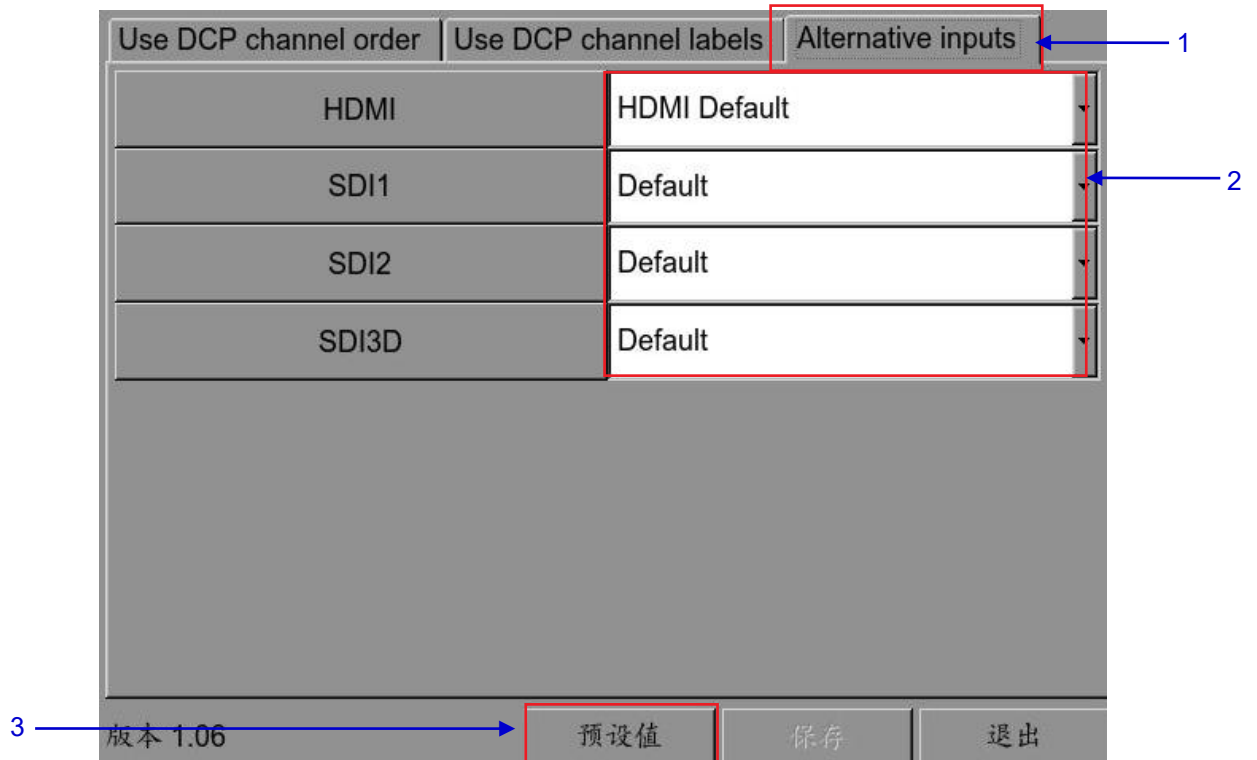 Use DCP channel order Use DCP channel labels Alternative inputs 1
HDMI HDMI Default
SDI1 Default 2
SDI2 Default
SDI3D Default
3 版本 1.06 预设值 保存 退出